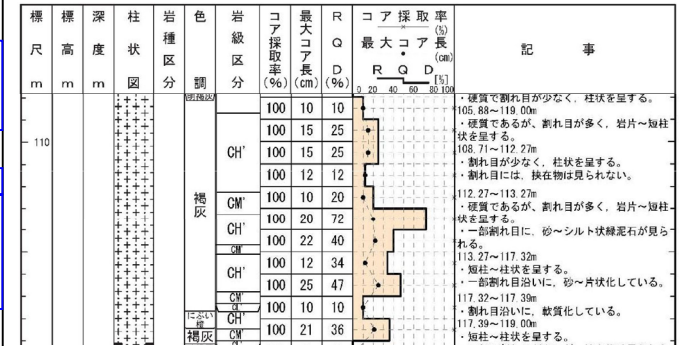 標尺m
標高m
深度m
柱状図
岩種区分
色調
岩級区分
コア採取率(%)
最大コア長(cm)
RQD(%)
コア採取率(%)
最大コア長(cm)
RQD[%]
0 20 40 60 80 100
記事
・硬質で割れ目が少なく、柱状を呈する。
100 10 10
105.88~119.00m
・硬質であるが、割れ目が多く、岩片~短柱
100 15 25
状を呈する。
110
CH'
100 15 25
108.71~112.27m
・割れ目が少なく、柱状を呈する。
100 12 12
・割れ目には、挟在物は見られない。
褐灰
CM'
100 10 20
112.27~113.27m
・硬質であるが、割れ目が多く、岩片~短柱
CH'
100 20 72
状を呈する。
・一部割れ目に、砂~シルト状緑泥石が見ら
れる。
CM'
100 22 40
113.27~117.32m
CH'
100 12 34
・短柱~柱状を呈する。
・一部割れ目沿いに、砂~片状化している。
100 25 47
117.32~117.39m
CM'
CL'
100 10 10
・割れ目沿いに、軟質化している。
にぶい橙
CH'
117.39~119.00m
褐灰
CM'
100 21 36
・短柱~柱状を呈する。